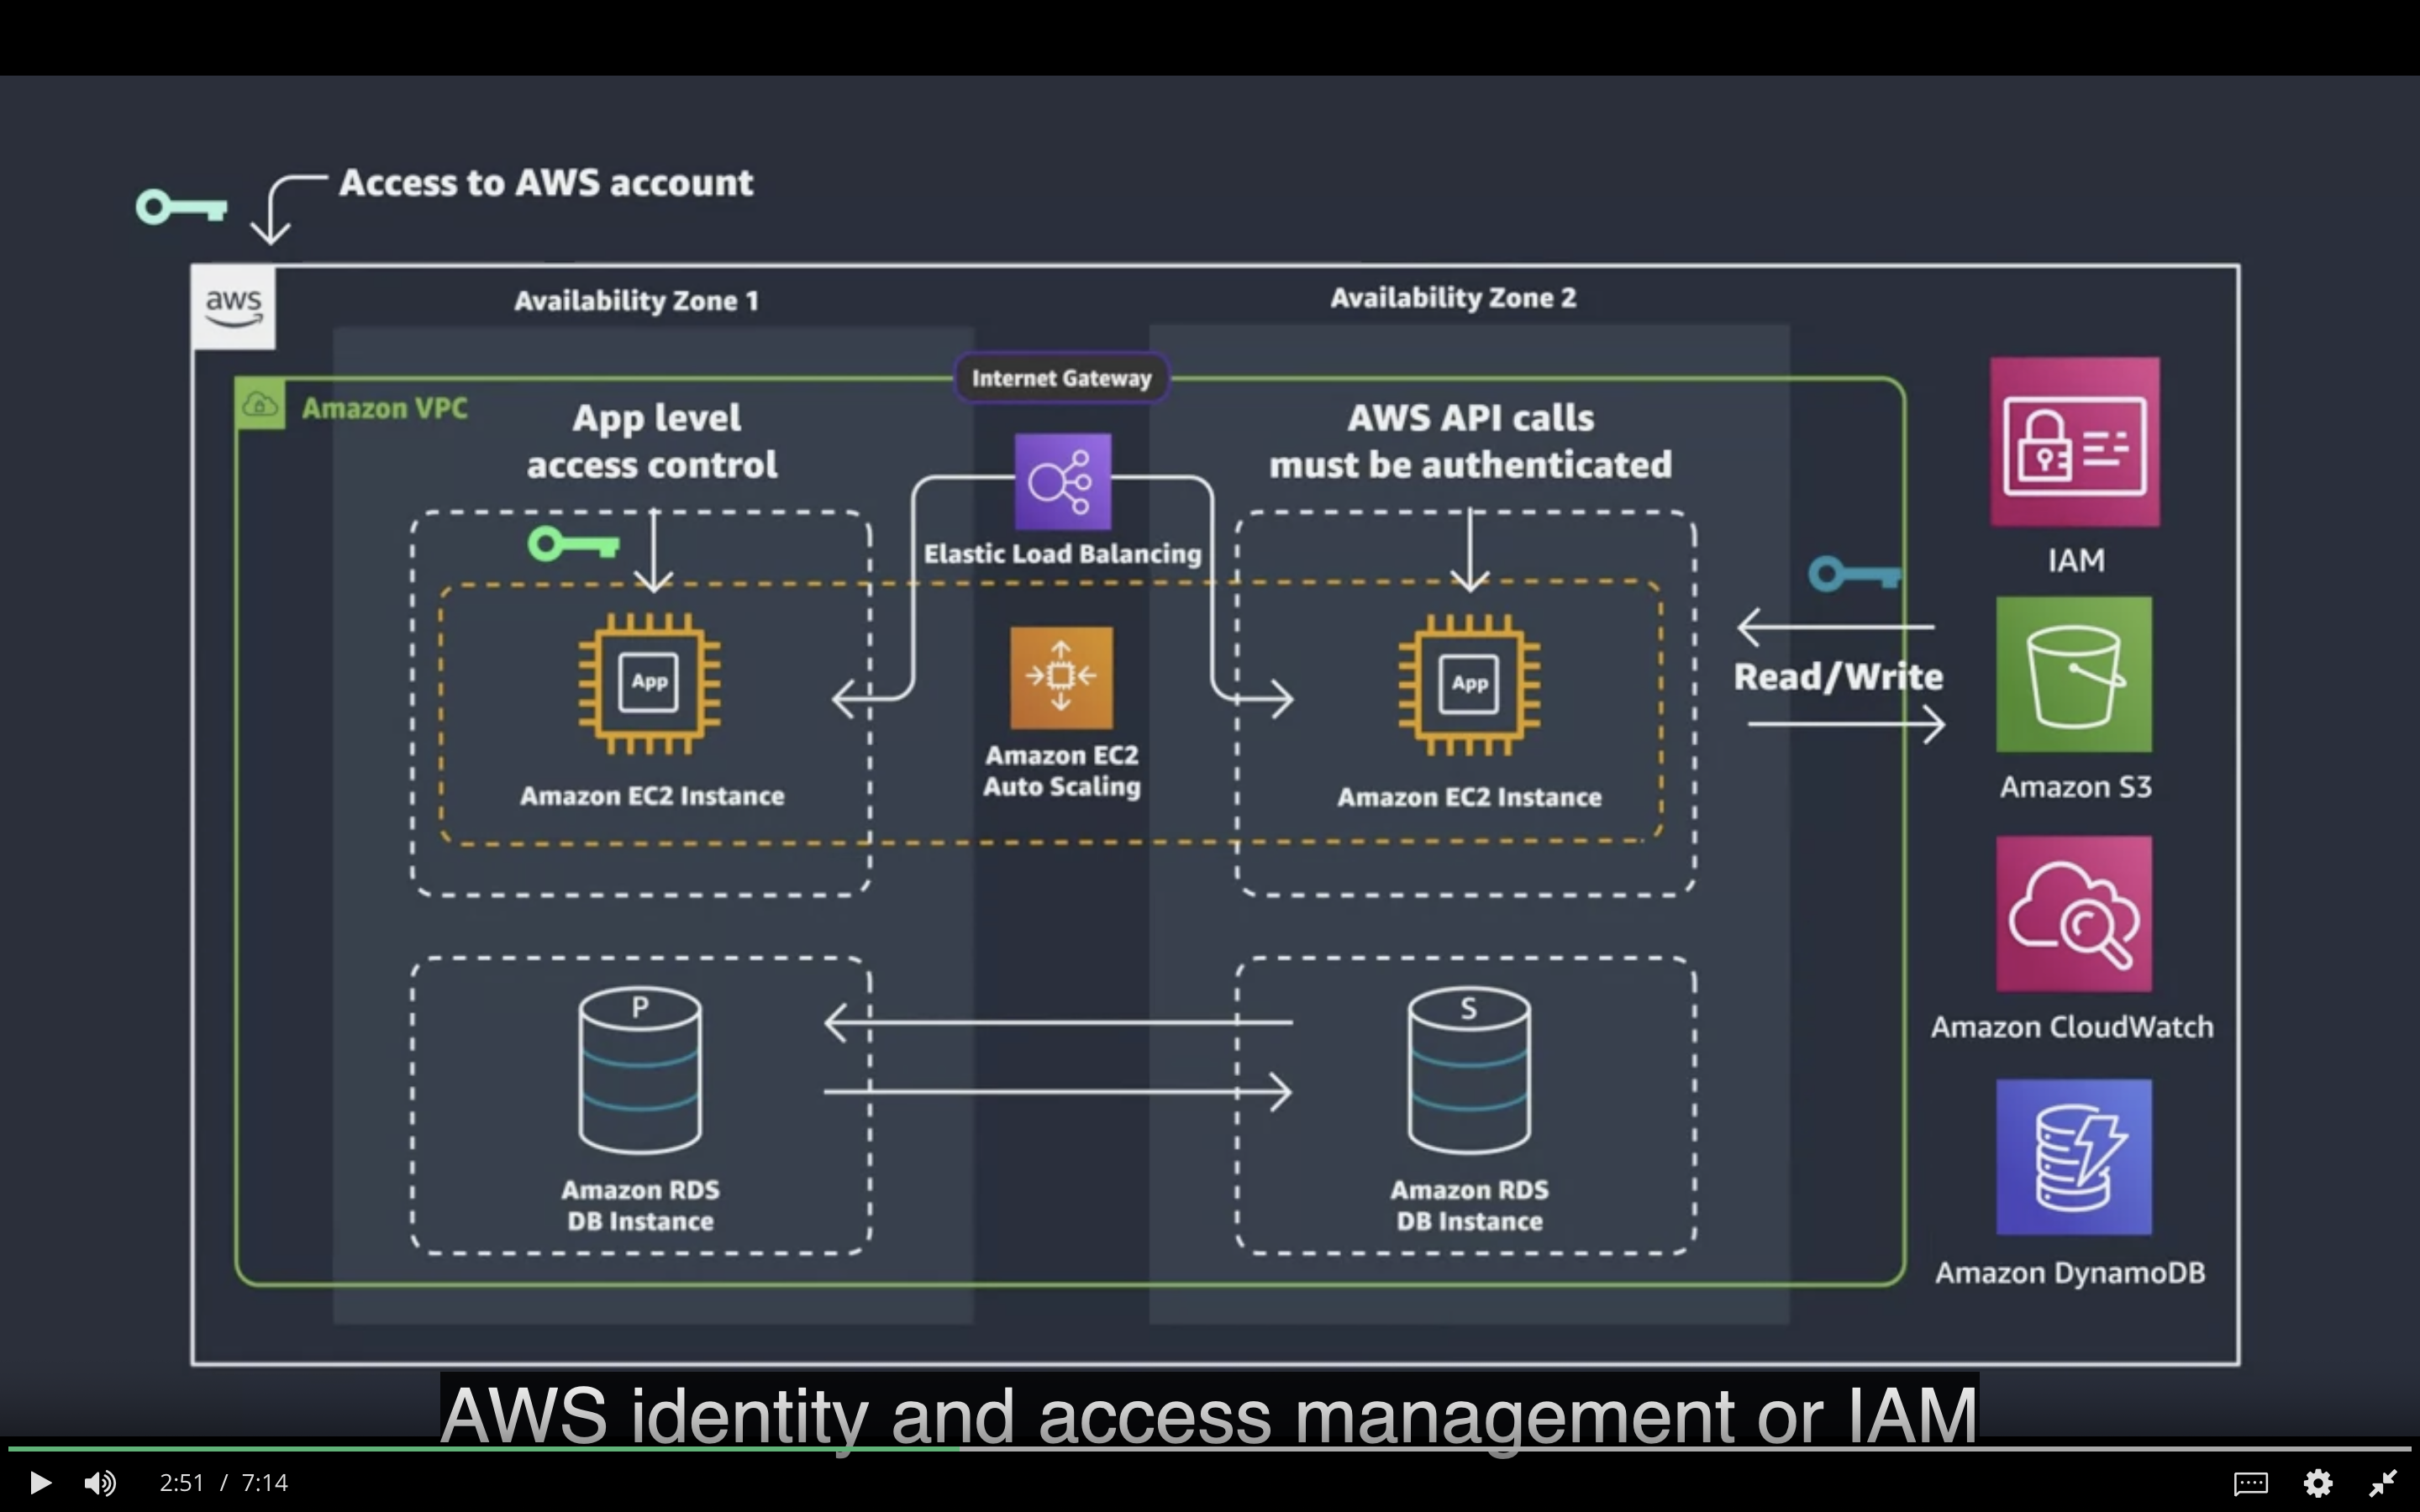 Access to AWS account
aws
Availability Zone 1
Availability Zone 2
Internet Gateway
Amazon VPC
App level
access control
AWS API calls
must be authenticated
Elastic Load Balancing
IAM
App
Amazon EC2 Instance
Amazon EC2
Auto Scaling
App
Amazon EC2 Instance
Read/Write
Amazon S3
Amazon CloudWatch
P
Amazon RDS
DB Instance
S
Amazon RDS
DB Instance
Amazon DynamoDB
AWS identity and access management or IAM
2:51 / 7:14